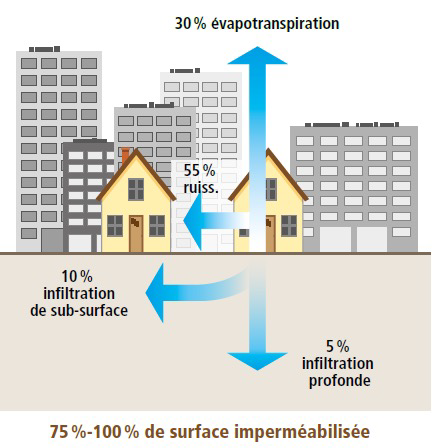 30 % évapotranspiration
55 %
ruiss.
10 %
infiltration
de sub-surface
5 %
infiltration
profonde
75 %-100 % de surface imperméabilisée